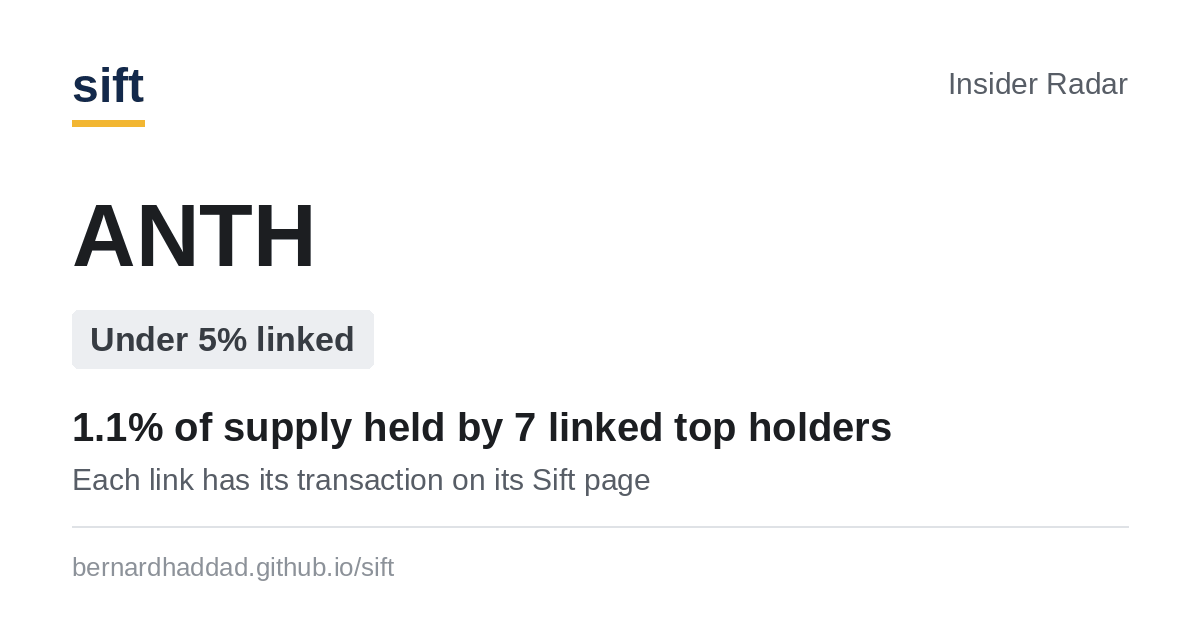 sift
Insider Radar
ANTH
Under 5% linked
1.1% of supply held by 7 linked top holders
Each link has its transaction on its Sift page
bernardhaddad.github.io/sift